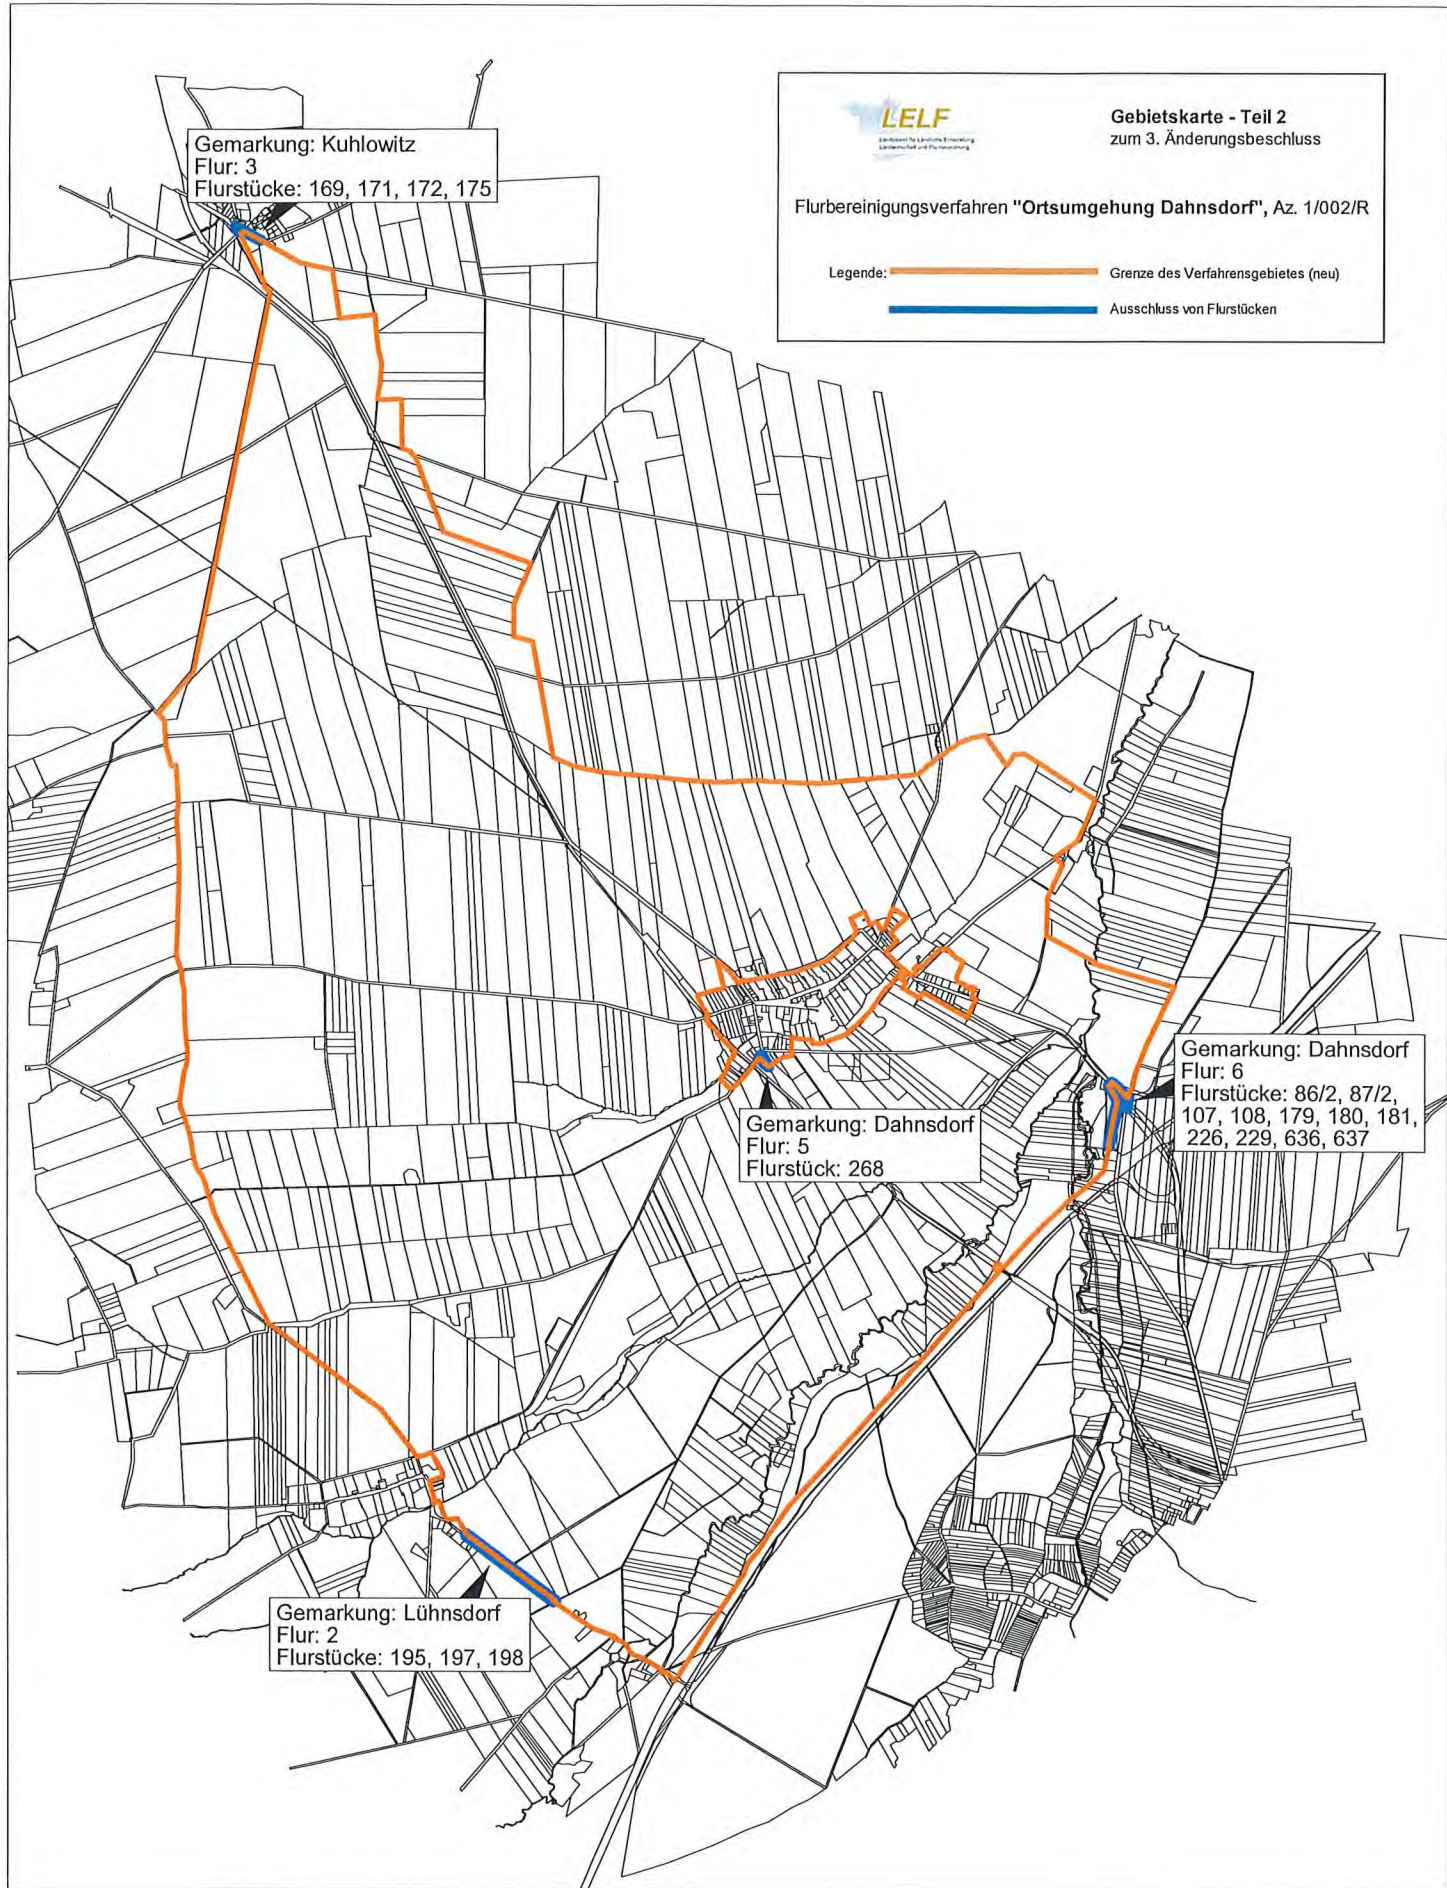 LELF
Gebietskarte - Teil 2
zum 3. Änderungsbeschluss
Flurbereinigungsverfahren "Ortsumgehung Dahnsdorf", Az. 1/002/R
Legende:
Grenze des Verfahrensgebietes (neu)
Ausschluss von Flurstücken
Gemarkung: Kuhlowitz
Flur: 3
Flurstücke: 169, 171, 172, 175
Gemarkung: Dahnsdorf
Flur: 6
Flurstücke: 86/2, 87/2,
107, 108, 179, 180, 181,
226, 229, 636, 637
Gemarkung: Dahnsdorf
Flur: 5
Flurstück: 268
Gemarkung: Lühnsdorf
Flur: 2
Flurstücke: 195, 197, 198